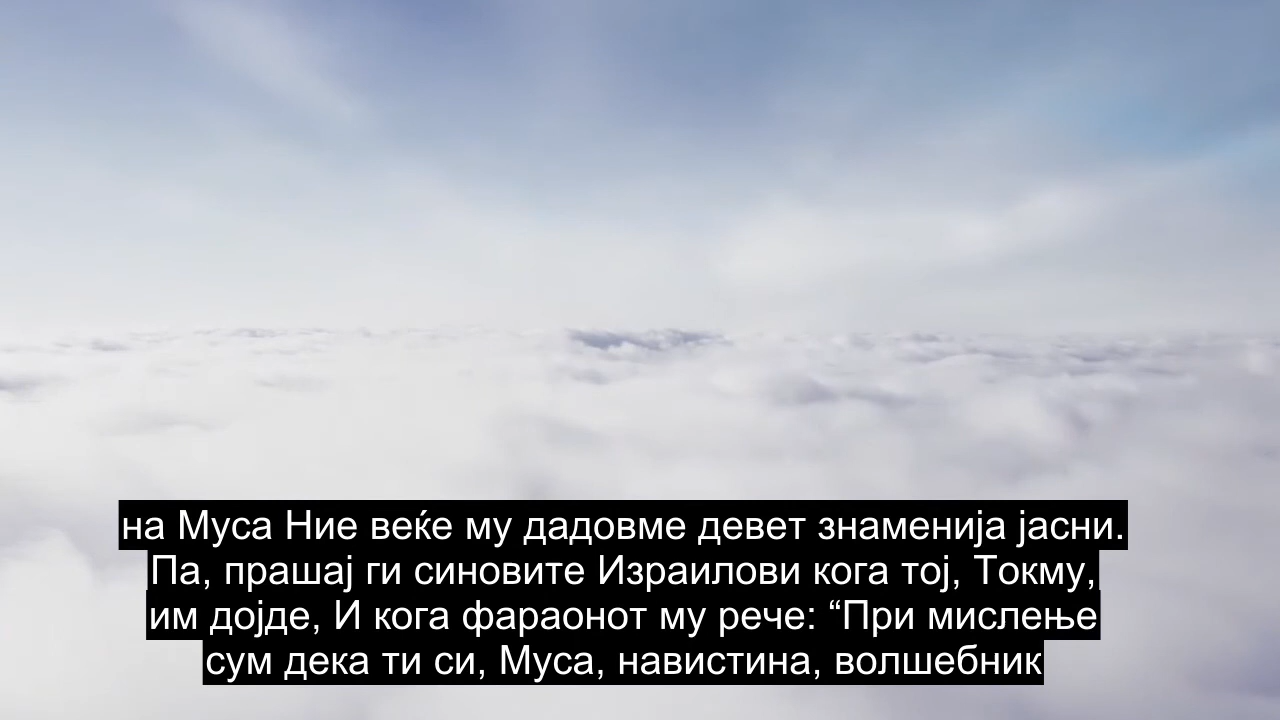 на Муса Ние веќе му дадовме девет знаменија јасни.
Па, прашај ги синовите Израилови кога тој, Токму,
им дојде, И кога фараонот му рече: “При мислење
сум дека ти си, Муса, навистина, волшебник